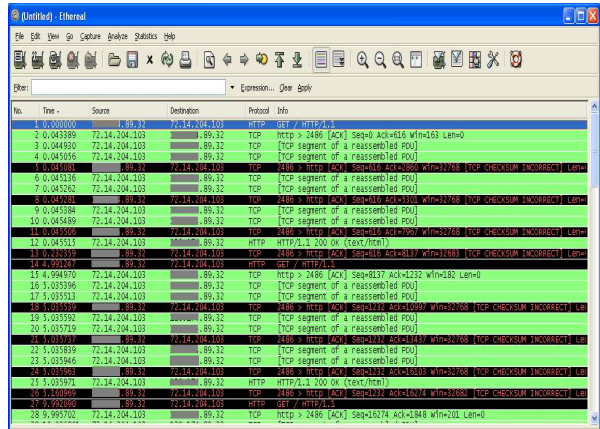 (Untitled) - Ethereal
File Edit View Go Capture Analyze Statistics Help
Filter: Expression... Clear Apply
No. Time Source Destination Protocol Info
1 0.000000 .89.32 72.14.204.103 HTTP GET / HTTP/1.1
2 0.043389 72.14.204.103 .89.32 TCP http > 2486 [ACK] Seq=0 Ack=616 Win=163 Len=0
3 0.044930 72.14.204.103 .89.32 TCP [TCP segment of a reassembled PDU]
4 0.045056 72.14.204.103 .89.32 TCP [TCP segment of a reassembled PDU]
5 0.045081 .89.32 72.14.204.103 TCP 2486 > http [ACK] Seq=616 Ack=2860 Win=32768 [TCP CHECKSUM INCORRECT] Len=
6 0.045136 72.14.204.103 .89.32 TCP [TCP segment of a reassembled PDU]
7 0.045262 72.14.204.103 .89.32 TCP [TCP segment of a reassembled PDU]
8 0.045281 .89.32 72.14.204.103 TCP 2486 > http [ACK] Seq=616 Ack=5301 Win=32768 [TCP CHECKSUM INCORRECT] Len=
9 0.045384 72.14.204.103 .89.32 TCP [TCP segment of a reassembled PDU]
10 0.045489 72.14.204.103 .89.32 TCP [TCP segment of a reassembled PDU]
11 0.045506 .89.32 72.14.204.103 TCP 2486 > http [ACK] Seq=616 Ack=7967 Win=32768 [TCP CHECKSUM INCORRECT] Len=
12 0.045515 72.14.204.103 .89.32 HTTP HTTP/1.1 200 OK (text/html)
13 0.232359 .89.32 72.14.204.103 TCP 2486 > http [ACK] Seq=616 Ack=8137 Win=32683 [TCP CHECKSUM INCORRECT] Len=
14 4.991247 .89.32 72.14.204.103 HTTP GET / HTTP/1.1
15 4.994970 72.14.204.103 .89.32 TCP http > 2486 [ACK] Seq=8137 Ack=1232 Win=182 Len=0
16 5.035396 72.14.204.103 .89.32 TCP [TCP segment of a reassembled PDU]
17 5.035513 72.14.204.103 .89.32 TCP [TCP segment of a reassembled PDU]
18 5.035539 .89.32 72.14.204.103 TCP 2486 > http [ACK] Seq=1232 Ack=10997 Win=32768 [TCP CHECKSUM INCORRECT] Le
19 5.035592 72.14.204.103 .89.32 TCP [TCP segment of a reassembled PDU]
20 5.035719 72.14.204.103 .89.32 TCP [TCP segment of a reassembled PDU]
21 5.035737 .89.32 72.14.204.103 TCP 2486 > http [ACK] Seq=1232 Ack=13437 Win=32768 [TCP CHECKSUM INCORRECT] Le
22 5.035839 72.14.204.103 .89.32 TCP [TCP segment of a reassembled PDU]
23 5.035946 72.14.204.103 .89.32 TCP [TCP segment of a reassembled PDU]
24 5.035963 .89.32 72.14.204.103 TCP 2486 > http [ACK] Seq=1232 Ack=16103 Win=32768 [TCP CHECKSUM INCORRECT] Le
25 5.035971 72.14.204.103 .89.32 HTTP HTTP/1.1 200 OK (text/html)
26 5.160969 .89.32 72.14.204.103 TCP 2486 > http [ACK] Seq=1232 Ack=16274 Win=32682 [TCP CHECKSUM INCORRECT] Le
27 9.992090 .89.32 72.14.204.103 HTTP GET / HTTP/1.1
28 9.995702 72.14.204.103 .89.32 TCP http > 2486 [ACK] Seq=16274 Ack=1848 Win=201 Len=0